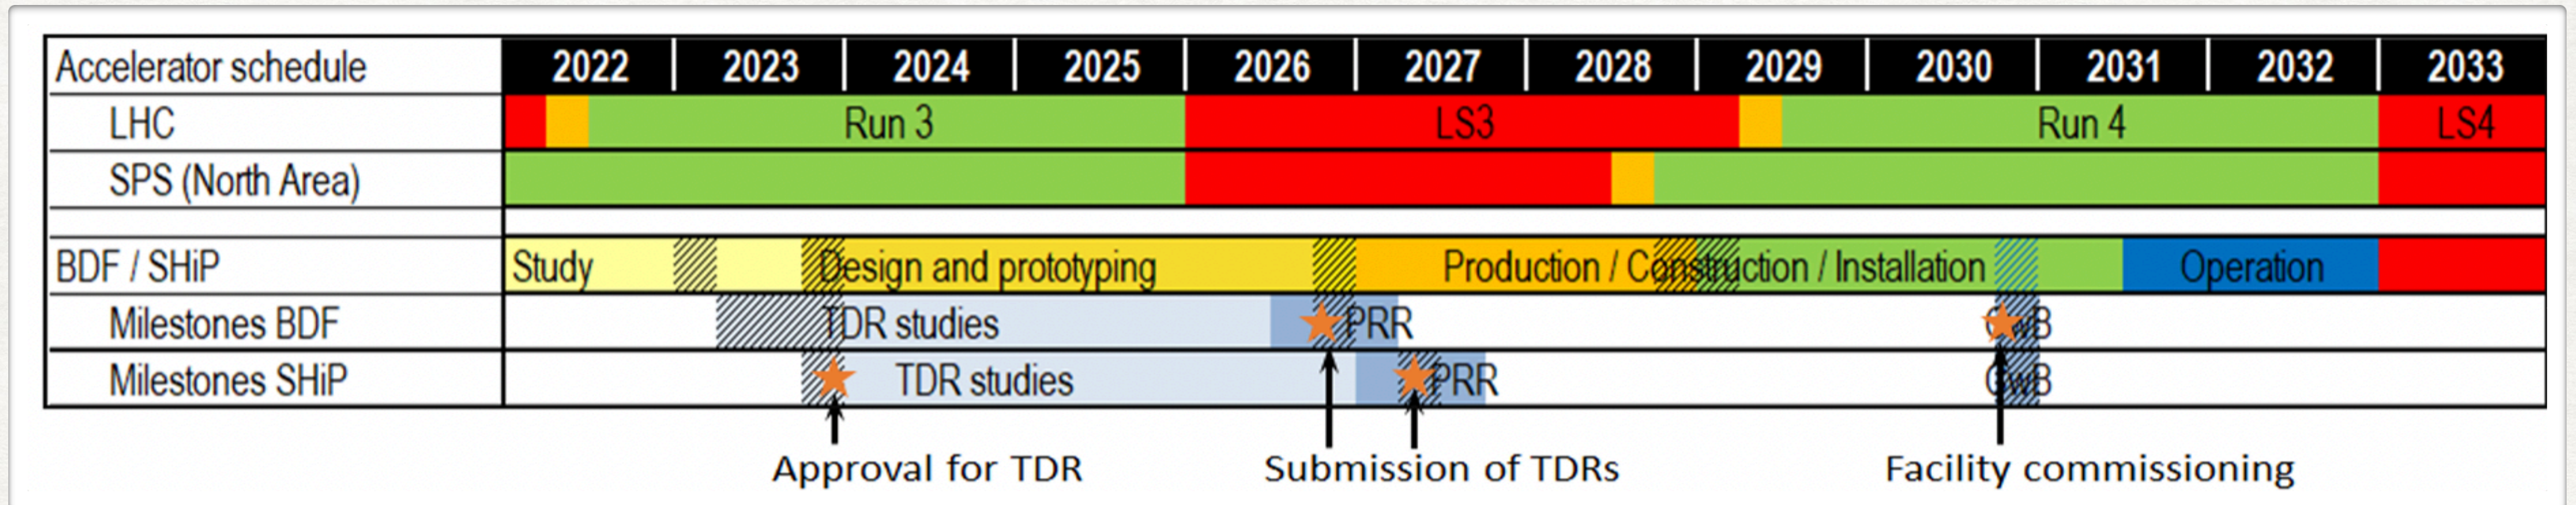 Accelerator schedule 2022 2023 2024 2025 2026 2027 2028 2029 2030 2031 2032 2033
LHC Run 3 LS3 Run 4 LS4
SPS (North Area)
BDF / SHiP Study Design and prototyping Production / Construction / Installation Operation
Milestones BDF TDR studies PRR CwB
Milestones SHiP TDR studies PRR CwB
Approval for TDR Submission of TDRs Facility commissioning